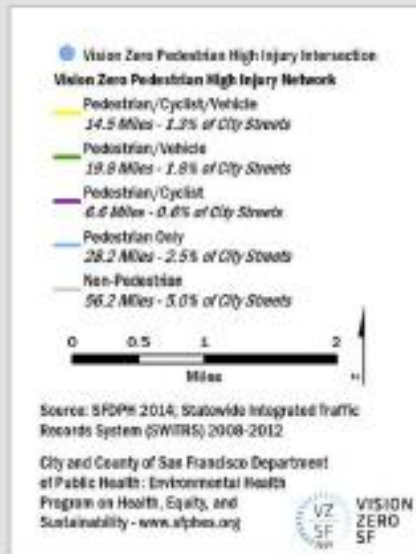 Vision Zero Pedestrian High Injury Intersection
Vision Zero Pedestrian High Injury Network
Pedestrian/Cyclist/Vehicle
14.5 Miles - 1.3% of City Streets
Pedestrian/Vehicle
19.9 Miles - 1.8% of City Streets
Pedestrian/Cyclist
6.6 Miles - 0.6% of City Streets
Pedestrian Only
28.2 Miles - 2.5% of City Streets
Non-Pedestrian
56.2 Miles - 5.0% of City Streets
0 0.5 1 2
Miles
Source: SFDPH 2014; Statewide Integrated Traffic
Records System (SWITRS) 2008-2012
City and County of San Francisco Department
of Public Health: Environmental Health
Program on Health, Equity, and
Sustainability - www.sfphes.org
VZ
SF
VISION
ZERO
SF